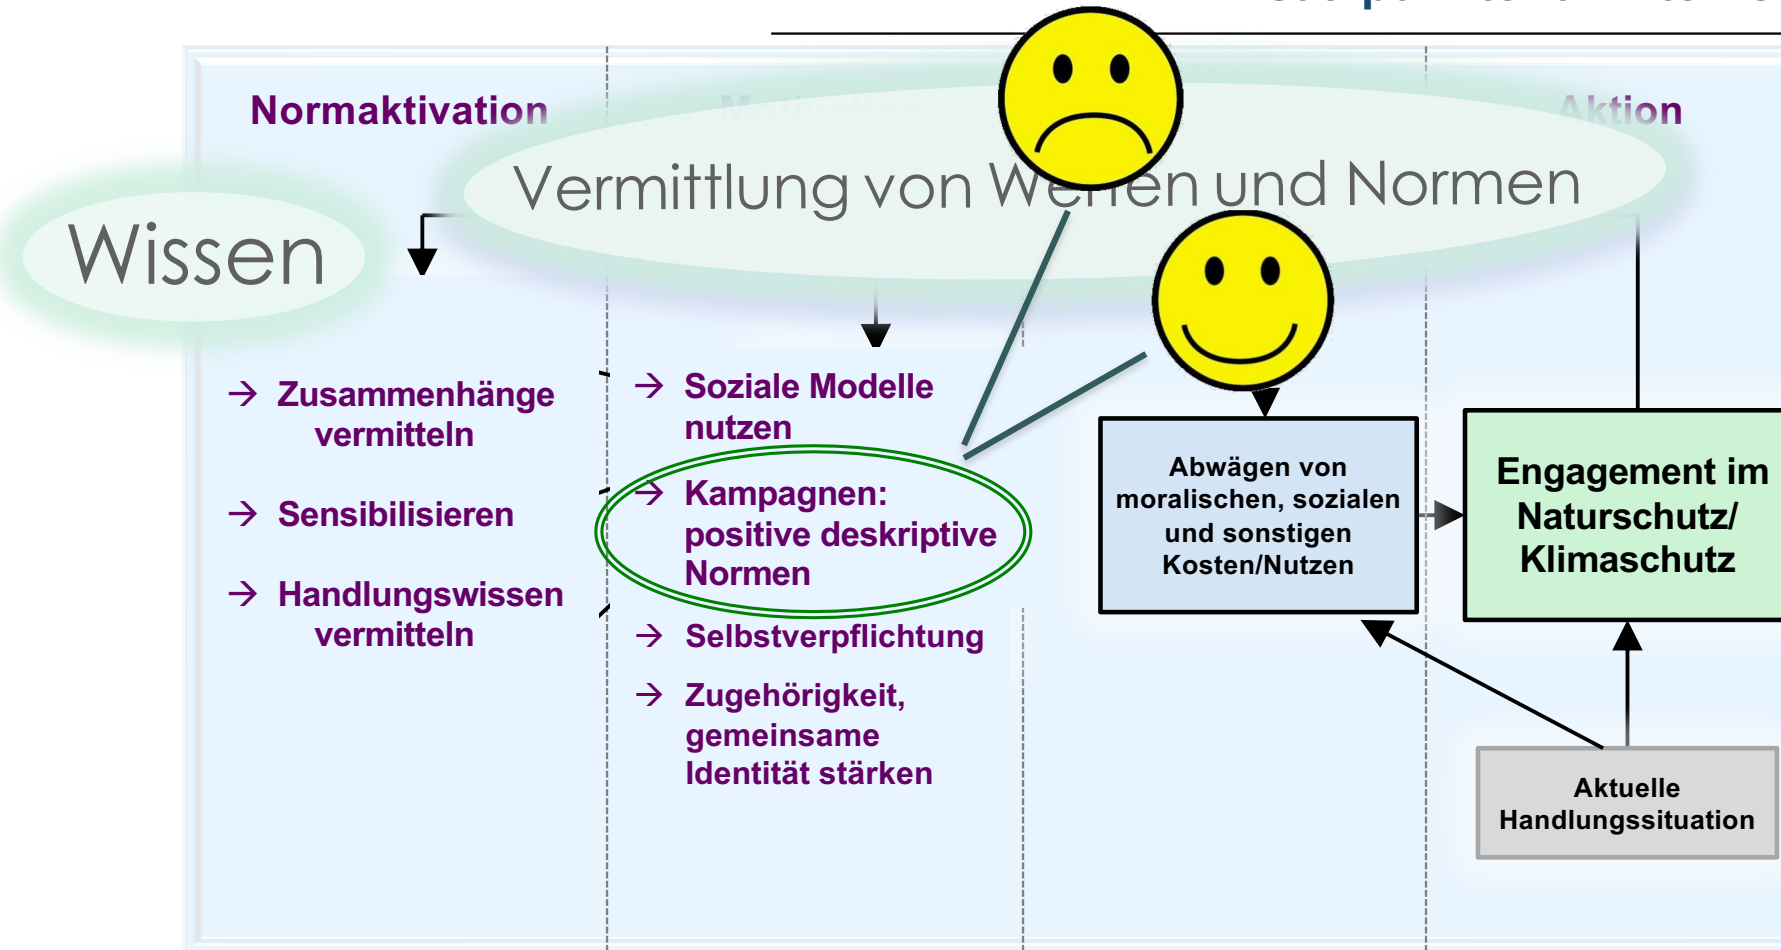 Normaktivation
Aktion
Vermittlung von Werten und Normen
Wissen
→ Zusammenhänge
vermitteln
→ Sensibilisieren
→ Handlungswissen
vermitteln
→ Soziale Modelle
nutzen
→ Kampagnen:
positive deskriptive
Normen
→ Selbstverpflichtung
→ Zugehörigkeit,
gemeinsame
Identität stärken
Abwägen von
moralischen, sozialen
und sonstigen
Kosten/Nutzen
Engagement im
Naturschutz/
Klimaschutz
Aktuelle
Handlungssituation